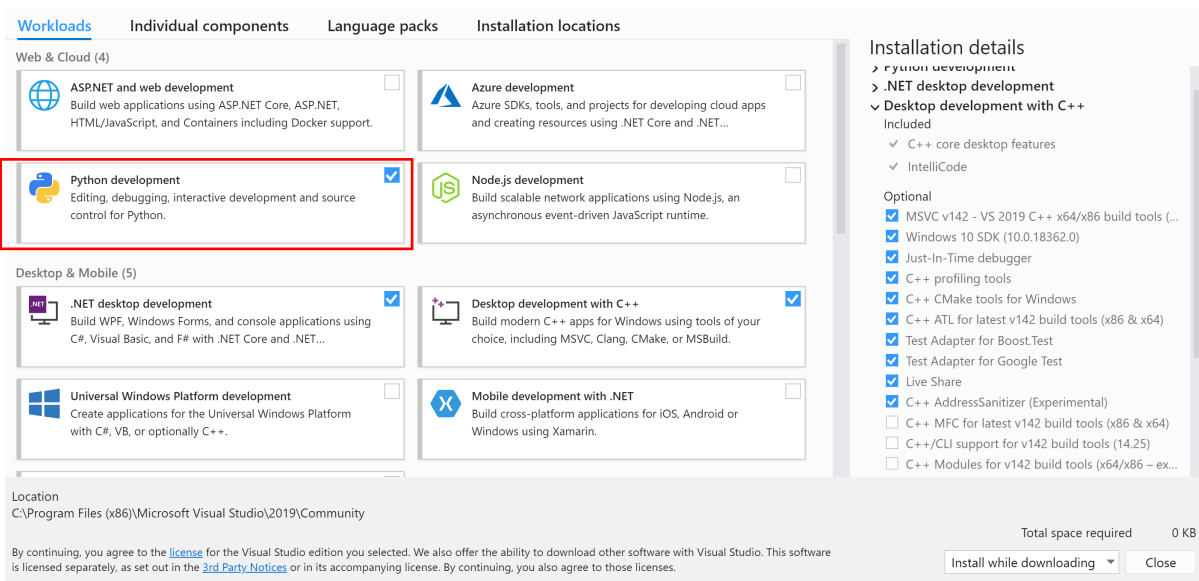 Workloads
Individual components
Language packs
Installation locations
Web & Cloud (4)
ASP.NET and web development
Build web applications using ASP.NET Core, ASP.NET,
HTML/JavaScript, and Containers including Docker support.
Azure development
Azure SDKs, tools, and projects for developing cloud apps
and creating resources using .NET Core and .NET...
Python development
Editing, debugging, interactive development and source
control for Python.
Node.js development
Build scalable network applications using Node.js, an
asynchronous event-driven JavaScript runtime.
Desktop & Mobile (5)
.NET
.NET desktop development
Build WPF, Windows Forms, and console applications using
C#, Visual Basic, and F# with .NET Core and .NET...
Desktop development with C++
Build modern C++ apps for Windows using tools of your
choice, including MSVC, Clang, CMake, or MSBuild.
Universal Windows Platform development
Create applications for the Universal Windows Platform
with C#, VB, or optionally C++.
Mobile development with .NET
Build cross-platform applications for iOS, Android or
Windows using Xamarin.
Installation details
Python development
.NET desktop development
Desktop development with C++
Included
C++ core desktop features
IntelliCode
Optional
MSVC v142 - VS 2019 C++ x64/x86 build tools (...
Windows 10 SDK (10.0.18362.0)
Just-In-Time debugger
C++ profiling tools
C++ CMake tools for Windows
C++ ATL for latest v142 build tools (x86 & x64)
Test Adapter for Boost.Test
Test Adapter for Google Test
Live Share
C++ AddressSanitizer (Experimental)
C++ MFC for latest v142 build tools (x86 & x64)
C++/CLI support for v142 build tools (14.25)
C++ Modules for v142 build tools (x64/x86 – ex...
Location
C:\Program Files (x86)\Microsoft Visual Studio\2019\Community
Total space required 0 KB
By continuing, you agree to the license for the Visual Studio edition you selected. We also offer the ability to download other software with Visual Studio. This software
is licensed separately, as set out in the 3rd Party Notices or in its accompanying license. By continuing, you also agree to those licenses.
Install while downloading
Close